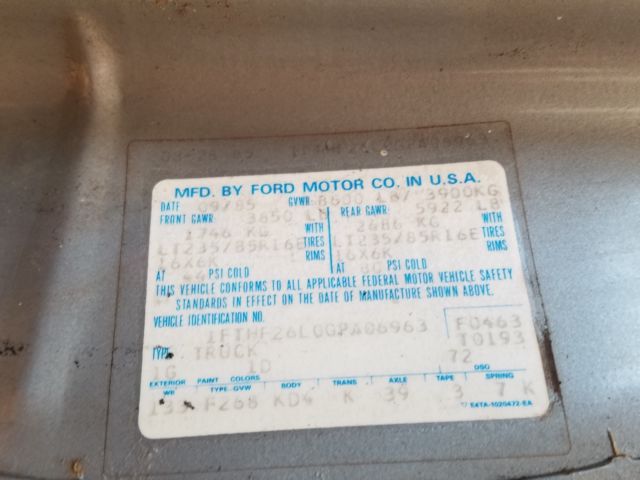 MFD. BY FORD MOTOR CO. IN U.S.A.
DATE 09/85 GVWR 8600 LB/ 3900KG
FRONT GAWR 3850 LB REAR GAWR 5922 LB
1746 KG WITH 2686 KG WITH
LT235/85R16E TIRES LT235/85R16E TIRES
16X6K RIMS 16X6K RIMS
AT PSI COLD AT PSI COLD
THIS VEHICLE CONFORMS TO ALL APPLICABLE FEDERAL MOTOR VEHICLE SAFETY
STANDARDS IN EFFECT ON THE DATE OF MANUFACTURE SHOWN ABOVE.
VEHICLE IDENTIFICATION NO. F0463
1FTHF26L0GPA06963 T0193
TYPE TRUCK 72
1G 1D DSO
EXTERIOR PAINT COLORS
WB TYPE-GVW BODY TRANS AXLE TAPE SPRING
133 F268 KD4 K 39 3 7 K
E4TA-1020472-EA